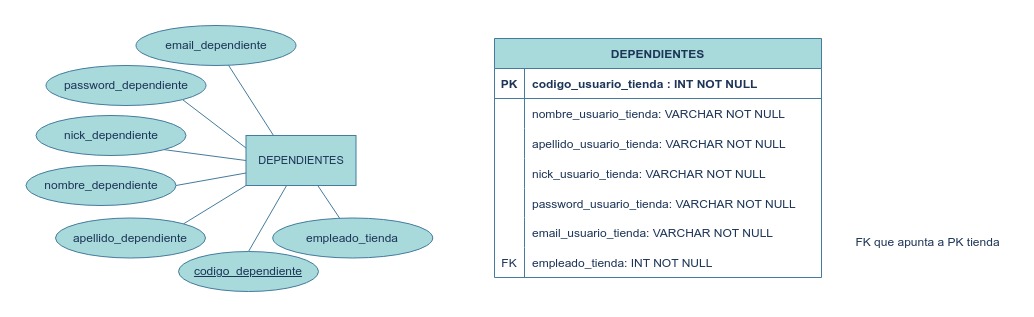 email_dependiente
password_dependiente
nick_dependiente
nombre_dependiente
apellido_dependiente
codigo_dependiente
empleado_tienda
DEPENDIENTES
DEPENDIENTES
PK codigo_usuario_tienda : INT NOT NULL
nombre_usuario_tienda: VARCHAR NOT NULL
apellido_usuario_tienda: VARCHAR NOT NULL
nick_usuario_tienda: VARCHAR NOT NULL
password_usuario_tienda: VARCHAR NOT NULL
email_usuario_tienda: VARCHAR NOT NULL
FK empleado_tienda: INT NOT NULL
FK que apunta a PK tienda